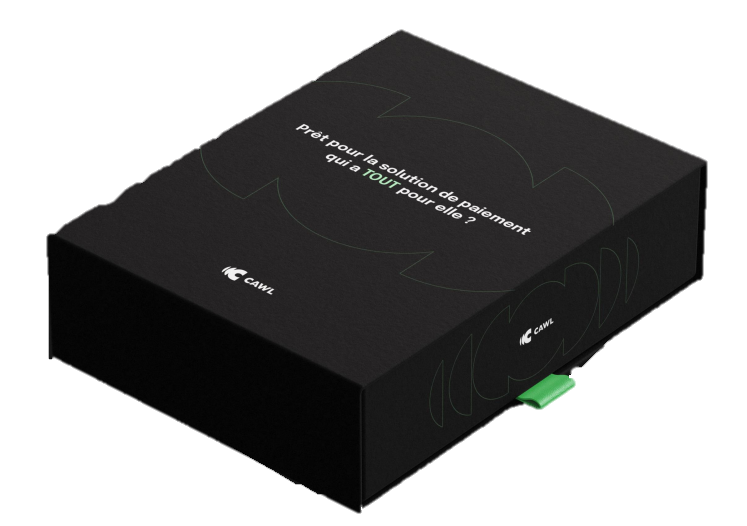 Prêt pour la solution de paiement
qui a TOUT pour elle ?
CAWL
CAWL